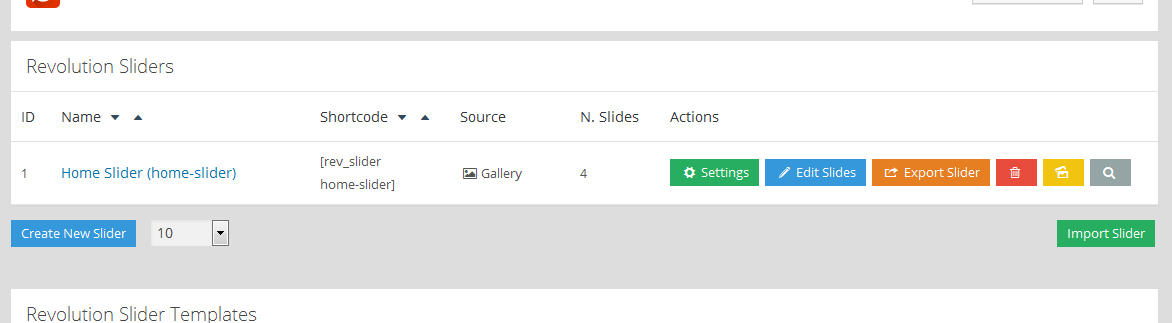 Revolution Sliders
ID Name Shortcode Source N. Slides Actions
1 Home Slider (home-slider) [rev_slider home-slider] Gallery 4 Settings Edit Slides Export Slider
Create New Slider 10 Import Slider
Revolution Slider Templates